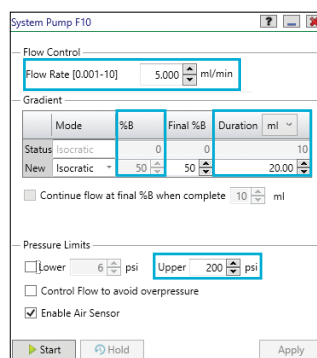 System Pump F10 ?
Flow Control
Flow Rate [0.001-10] 5.000 ml/min
Gradient
Mode %B Final %B Duration ml
Status Isocratic 0 0 10
New Isocratic 50 50 20.00
Continue flow at final %B when complete 10 ml
Pressure Limits
Lower 6 psi Upper 200 psi
Control Flow to avoid overpressure
Enable Air Sensor
Start Hold Apply